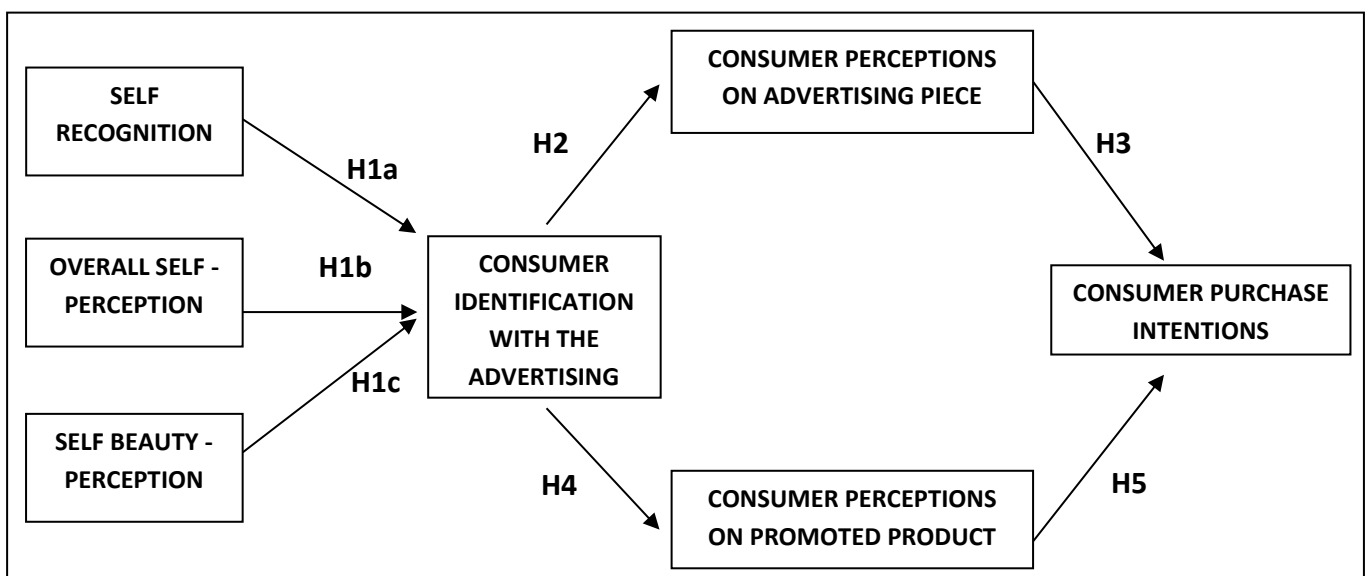 SELF
RECOGNITION
H1a
OVERALL SELF -
PERCEPTION
H1b
SELF BEAUTY -
PERCEPTION
H1c
CONSUMER
IDENTIFICATION
WITH THE
ADVERTISING
H2
CONSUMER PERCEPTIONS
ON ADVERTISING PIECE
H3
H4
CONSUMER PERCEPTIONS
ON PROMOTED PRODUCT
H5
CONSUMER PURCHASE
INTENTIONS